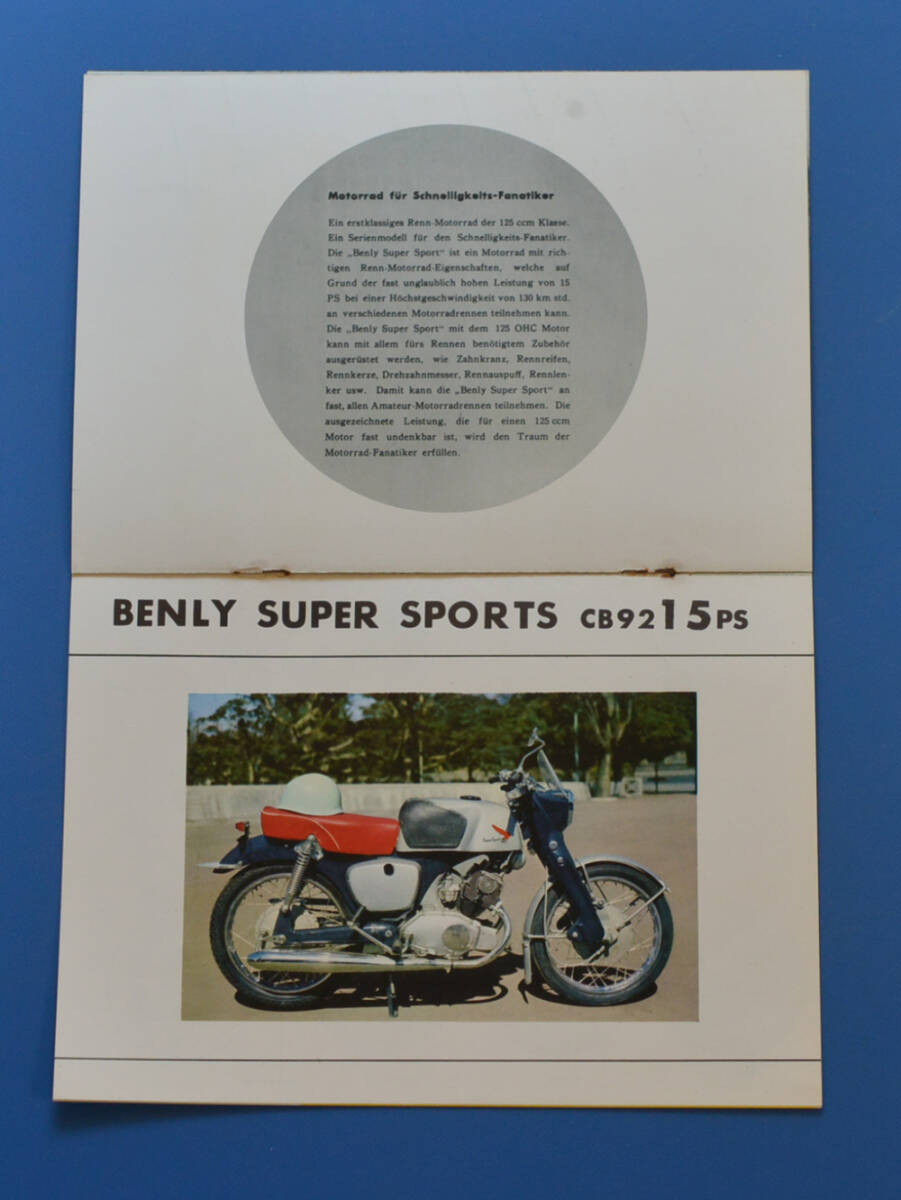 Motorrad für Schnelligkeits-Fanatiker
Ein erstklassiges Renn-Motorrad der 125 ccm Klasse.
Ein Serienmodell für den Schnelligkeits-Fanatiker.
Die „Benly Super Sport" ist ein Motorrad mit rich-
tigen Renn-Motorrad-Eigenschaften, welche auf
Grund der fast unglaublich hohen Leistung von 15
PS bei einer Höchstgeschwindigkeit von 130 km std.
an verschiedenen Motorradrennen teilnehmen kann.
Die „Benly Super Sport" mit dem 125 OHC Motor
kann mit allem fürs Rennen benötigtem Zubehör
ausgerüstet werden, wie Zahnkranz, Rennreifen,
Rennkerze, Drehzahnmesser, Rennauspuff, Rennlen-
ker usw. Damit kann die „Benly Super Sport" an
fast, allen Amateur-Motorradrennen teilnehmen. Die
ausgezeichnete Leistung, die für einen 125 ccm
Motor fast undenkbar ist, wird den Traum der
Motorrad-Fanatiker erfüllen.
BENLY SUPER SPORTS CB92 15 PS